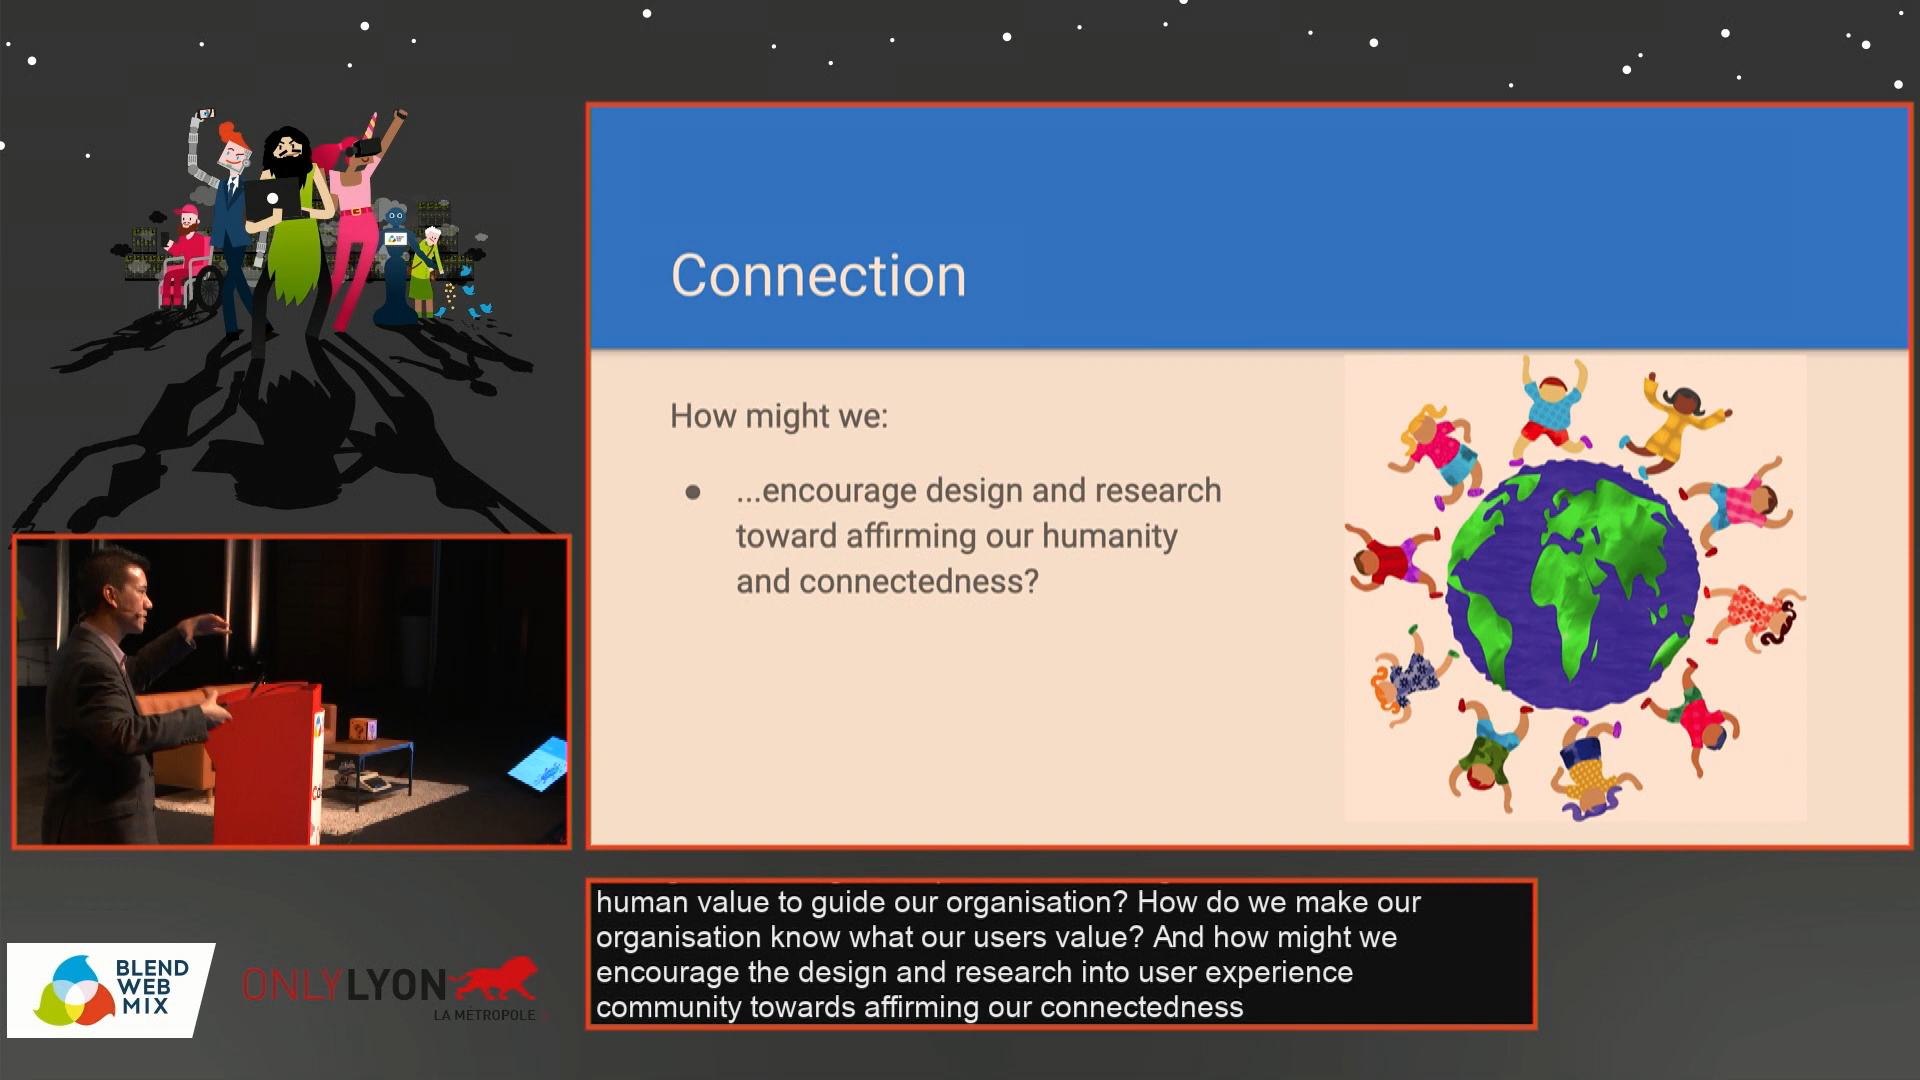 Connection
How might we:
● ...encourage design and research
toward affirming our humanity
and connectedness?
human value to guide our organisation? How do we make our
organisation know what our users value? And how might we
encourage the design and research into user experience
community towards affirming our connectedness
BLEND
WEB
MIX
ONLYLYON
LA MÉTROPOLE